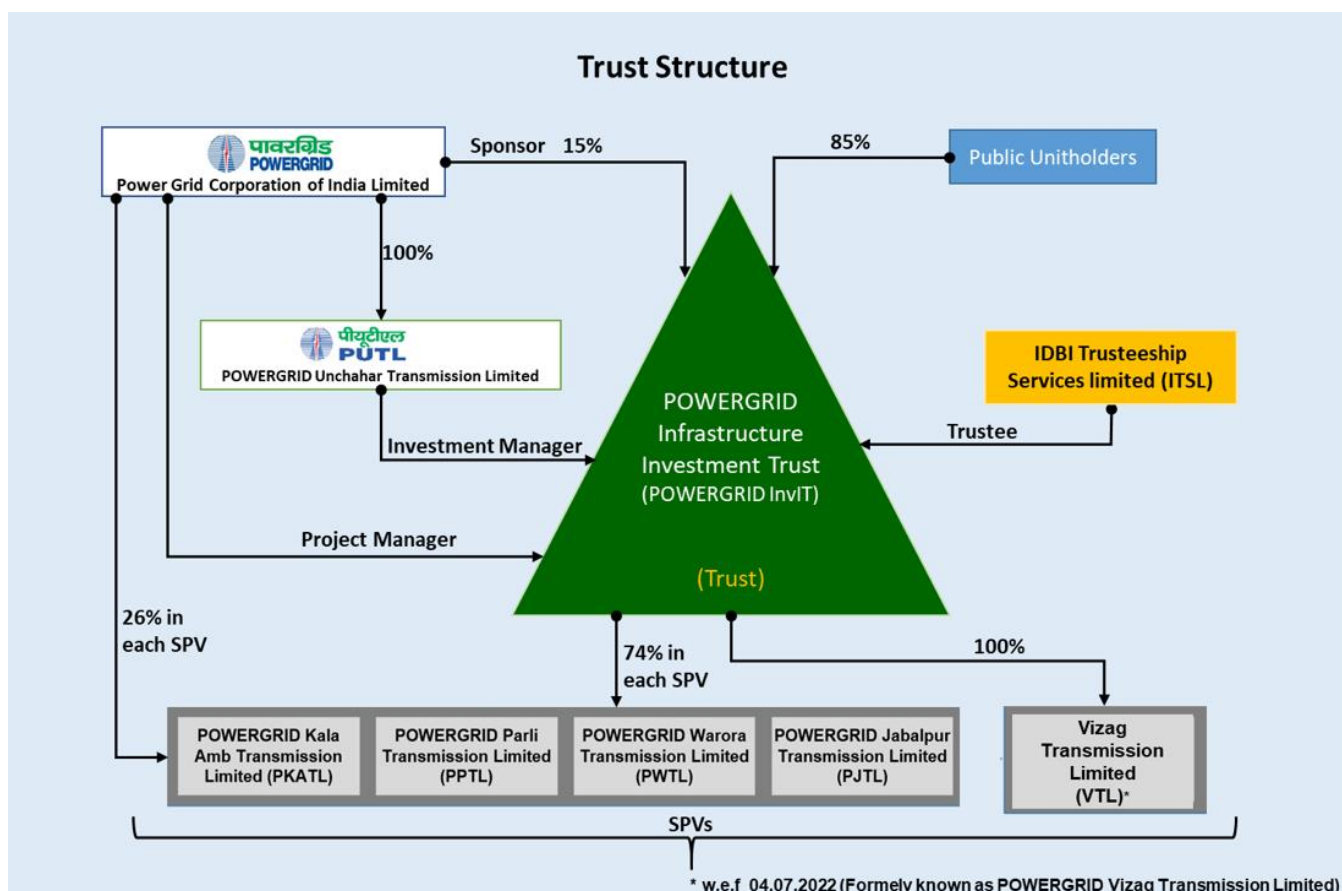 Trust Structure
पावरग्रिड
POWERGRID
Power Grid Corporation of India Limited
Sponsor 15%
85%
Public Unitholders
100%
पीयूटीएल
PUTL
POWERGRID Unchahar Transmission Limited
IDBI Trusteeship
Services limited (ITSL)
Investment Manager
Trustee
POWERGRID
Infrastructure
Investment Trust
(POWERGRID InvIT)
Project Manager
(Trust)
26% in
each SPV
74% in
each SPV
100%
POWERGRID Kala
Amb Transmission
Limited (PKATL)
POWERGRID Parli
Transmission Limited
(PPTL)
POWERGRID Warora
Transmission Limited
(PWTL)
POWERGRID Jabalpur
Transmission Limited
(PJTL)
Vizag
Transmission
Limited
(VTL)*
SPVs
* w.e.f 04.07.2022 (Formely known as POWERGRID Vizag Transmission Limited)